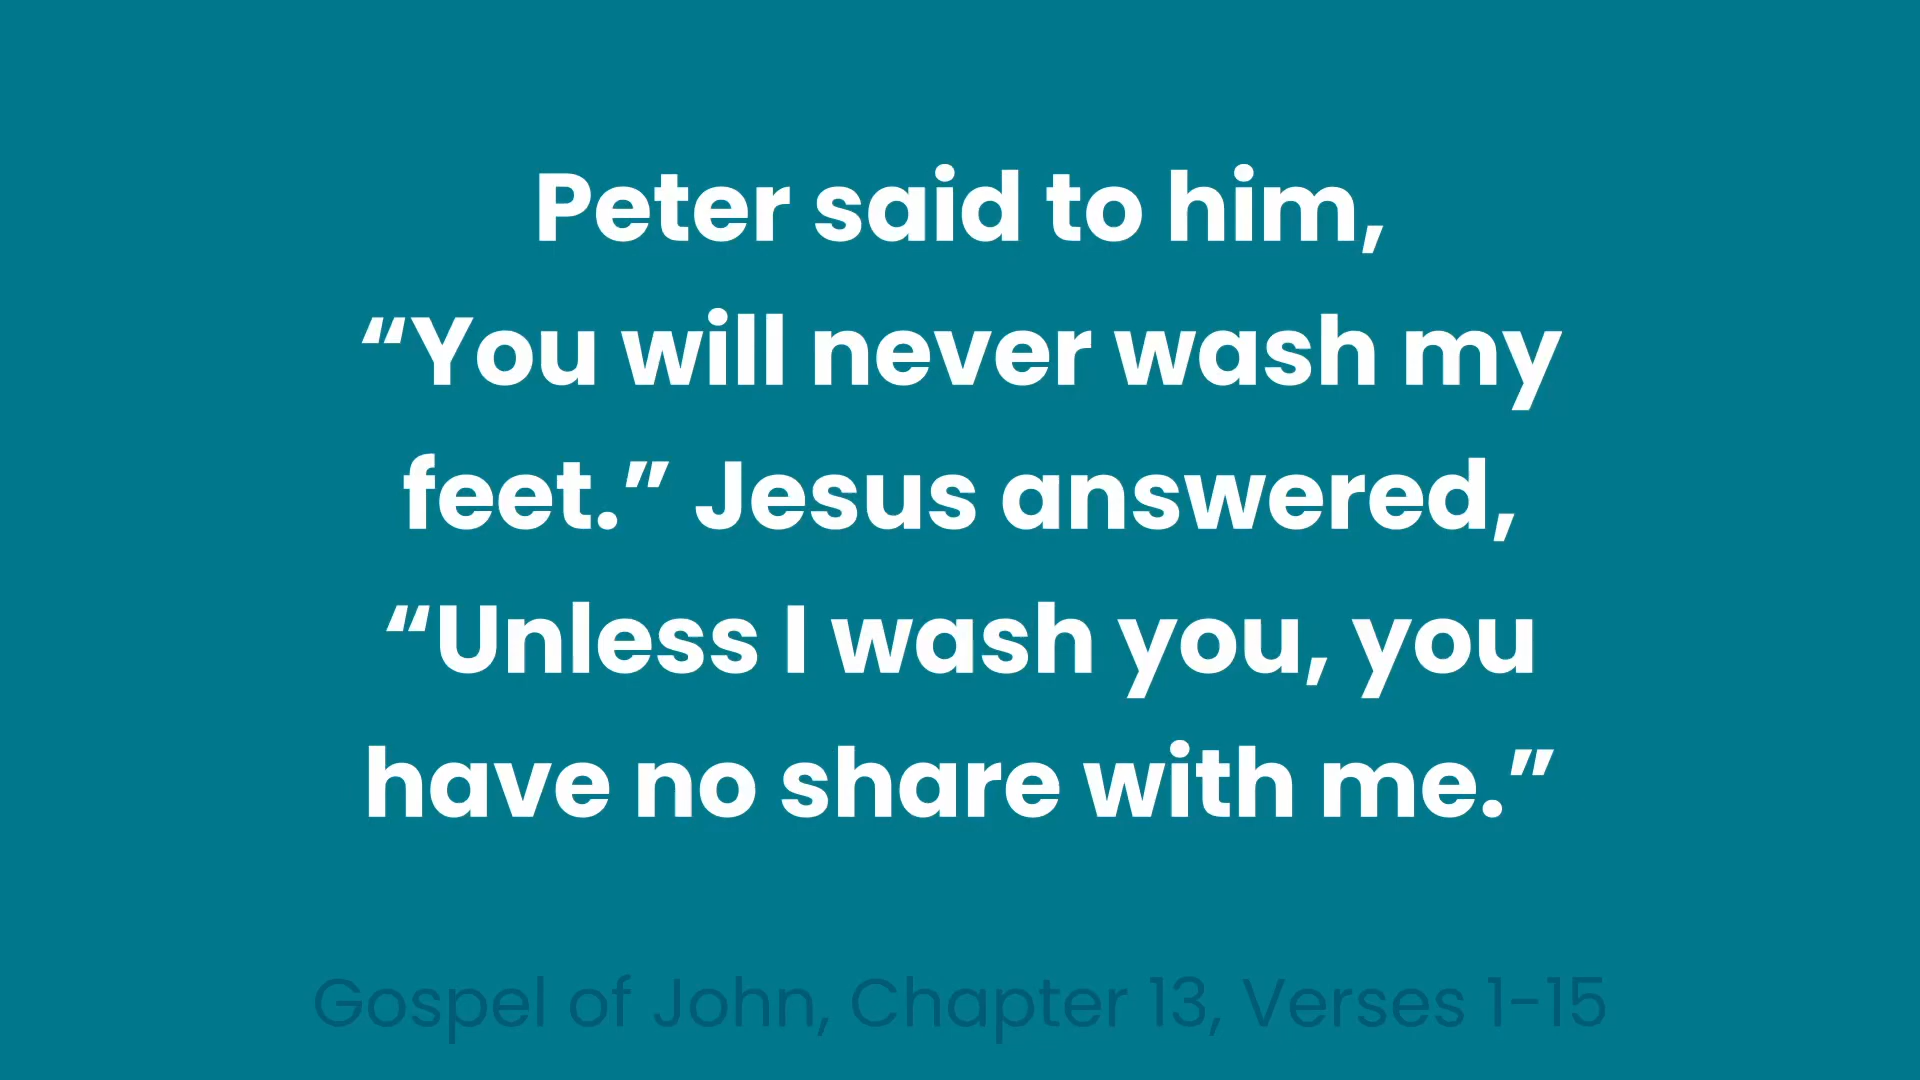 Peter said to him,
“You will never wash my
feet.” Jesus answered,
“Unless I wash you, you
have no share with me.”
Gospel of John, Chapter 13, Verses 1-15